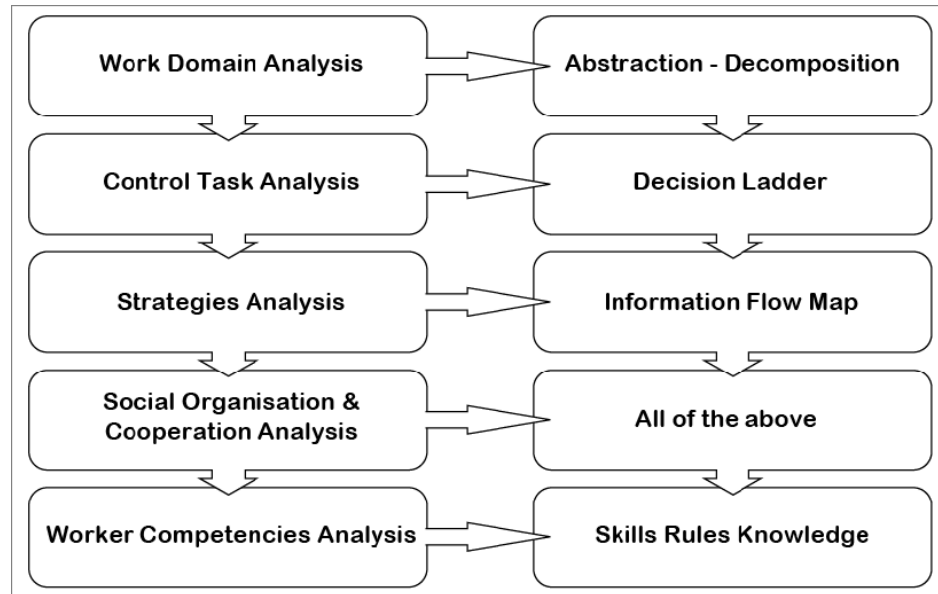 Work Domain Analysis
Abstraction - Decomposition
Control Task Analysis
Decision Ladder
Strategies Analysis
Information Flow Map
Social Organisation &
Cooperation Analysis
All of the above
Worker Competencies Analysis
Skills Rules Knowledge